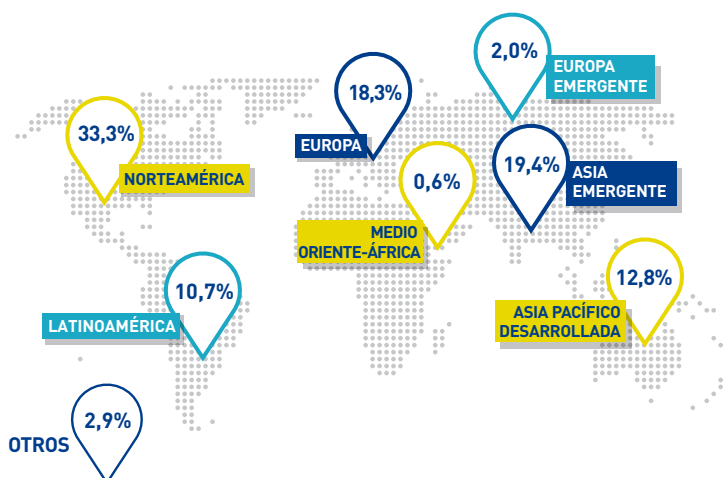 2,0%
EUROPA
EMERGENTE
18,3%
EUROPA
33,3%
NORTEAMÉRICA
19,4%
ASIA
EMERGENTE
0,6%
MEDIO
ORIENTE-ÁFRICA
10,7%
LATINOAMÉRICA
12,8%
ASIA PACÍFICO
DESARROLLADA
2,9%
OTROS